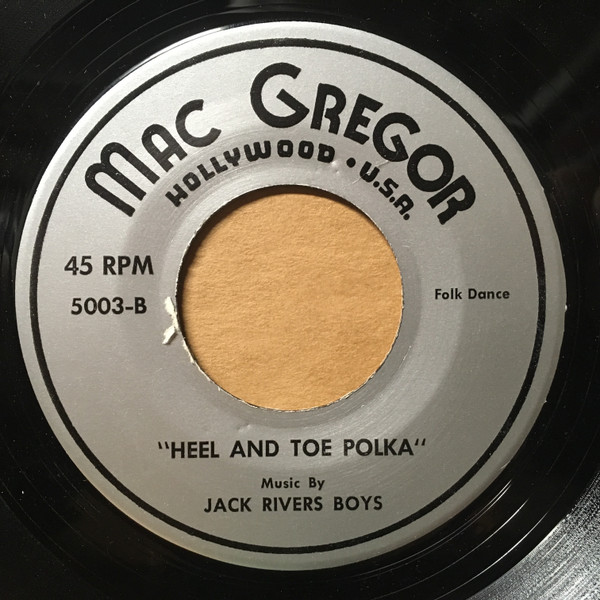 MAC GREGOR
HOLLYWOOD • U.S.A.
45 RPM
5003-B
Folk Dance
"HEEL AND TOE POLKA"
Music By
JACK RIVERS BOYS